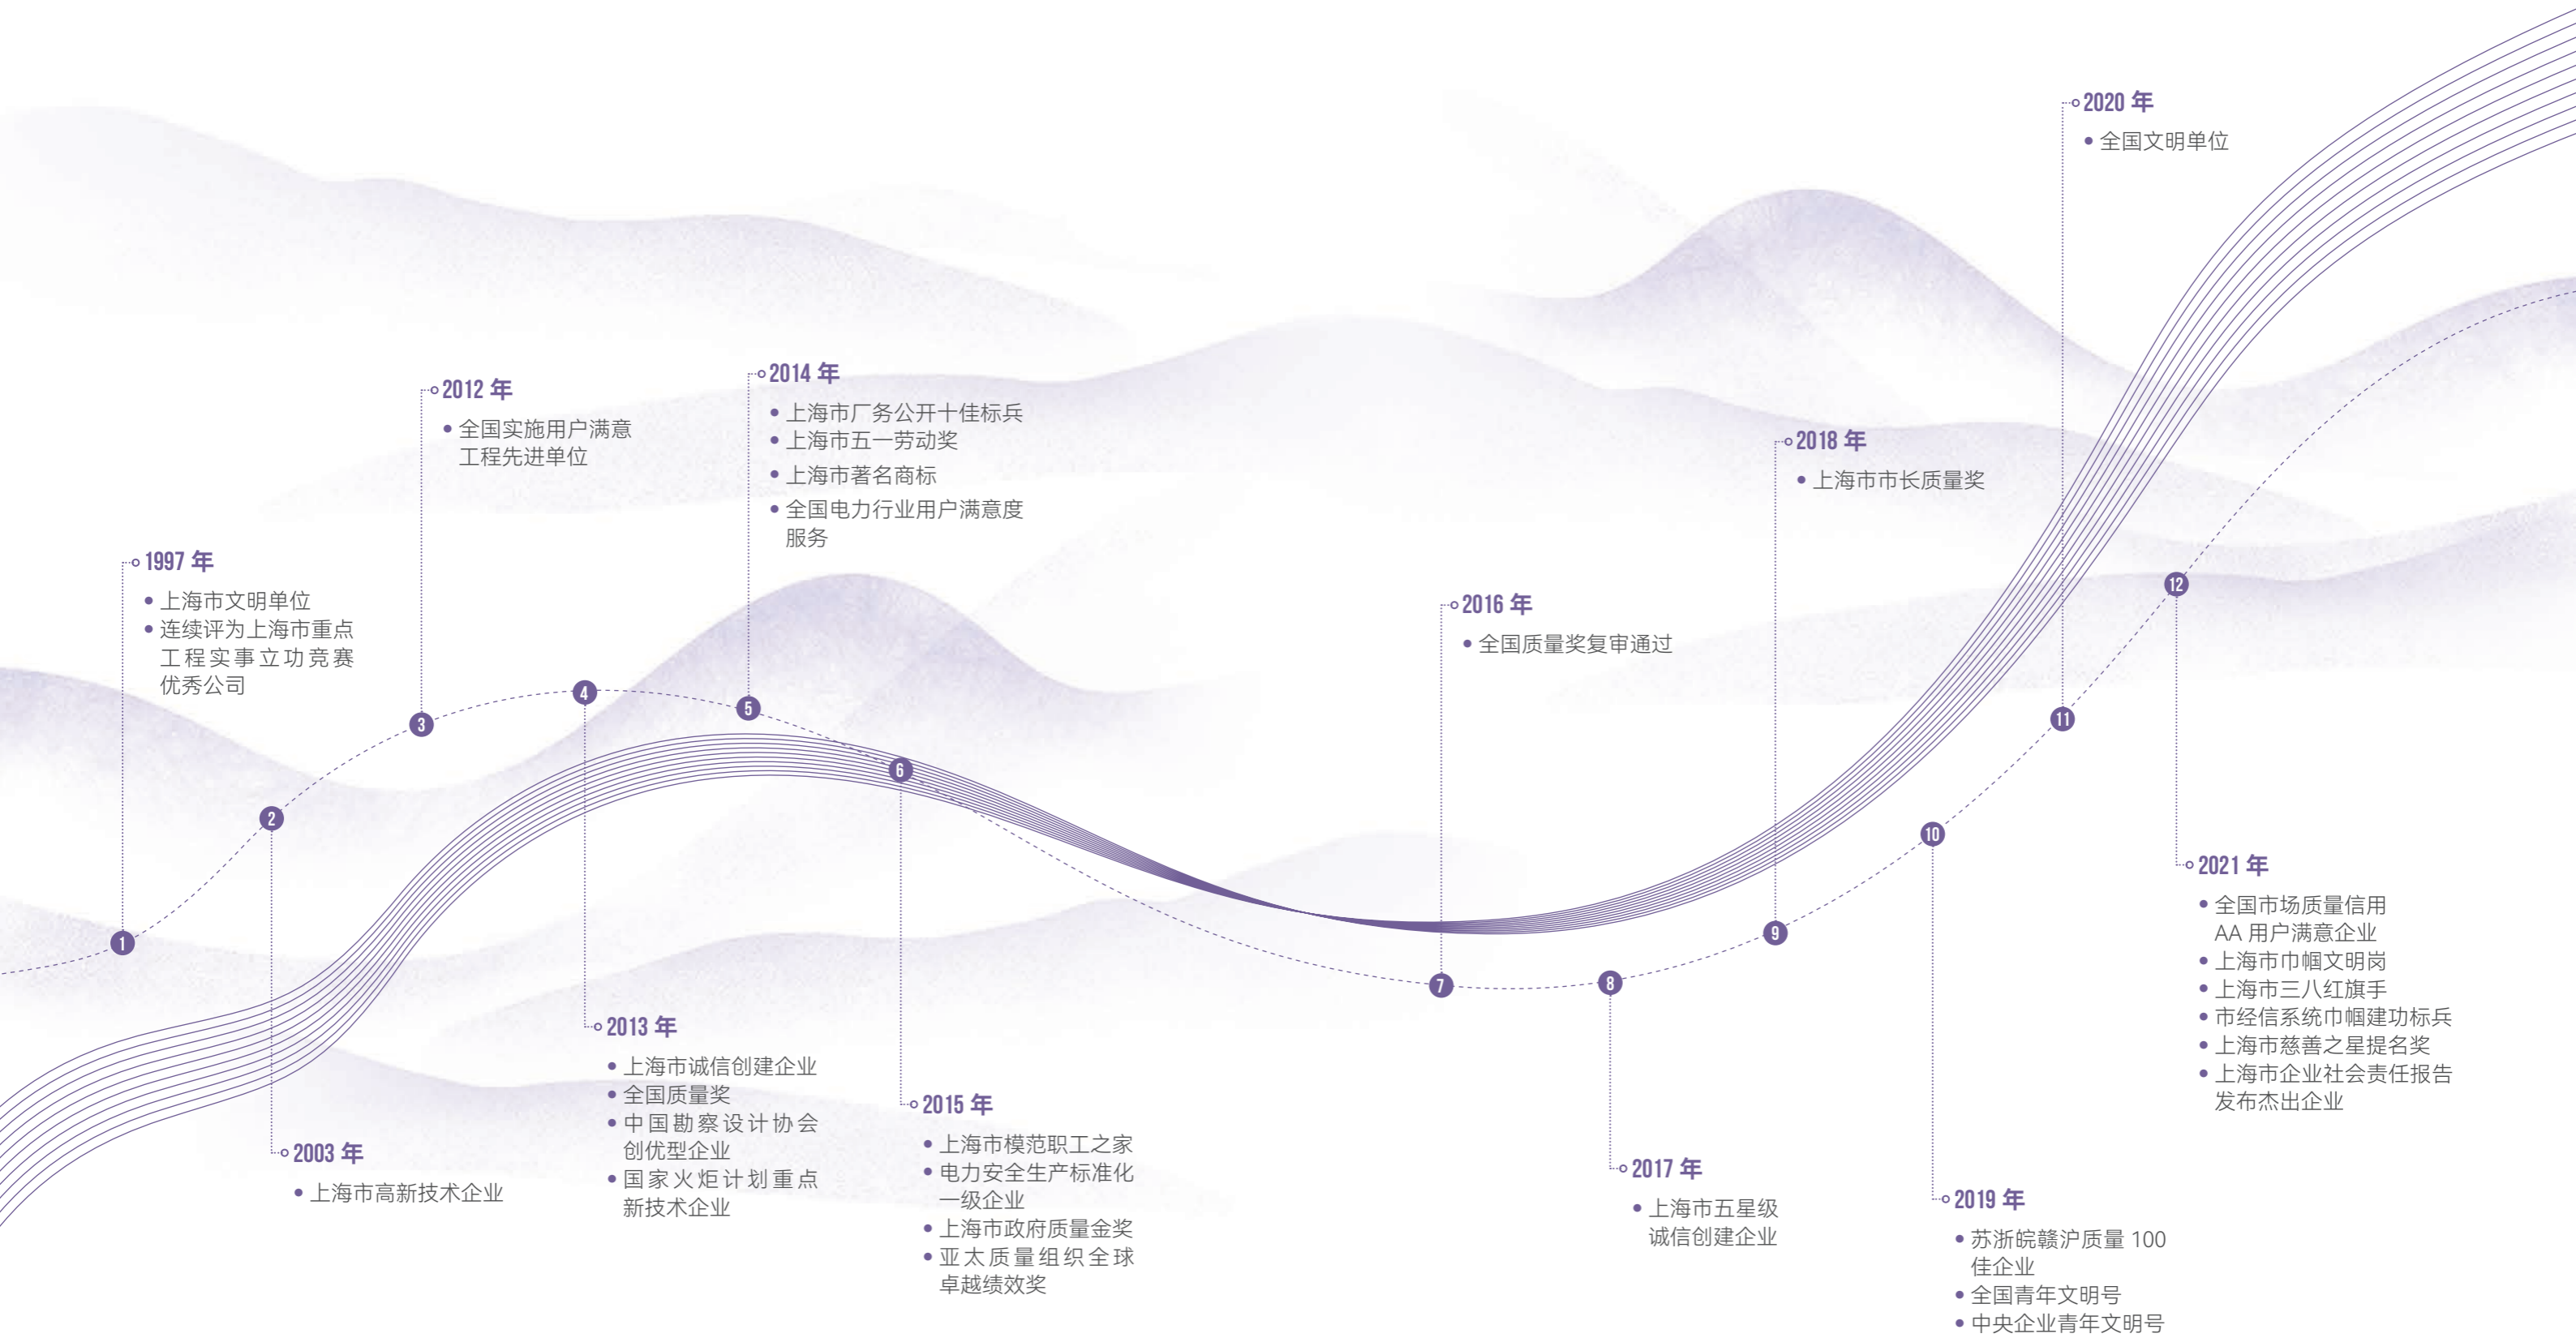 1
1997 年
• 上海市文明单位
• 连续评为上海市重点
工程实事立功竞赛
优秀公司
2
2003 年
• 上海市高新技术企业
3
2012 年
• 全国实施用户满意
工程先进单位
4
2013 年
• 上海市诚信创建企业
• 全国质量奖
• 中国勘察设计协会
创优型企业
• 国家火炬计划重点
新技术企业
5
2014 年
• 上海市厂务公开十佳标兵
• 上海市五一劳动奖
• 上海市著名商标
• 全国电力行业用户满意度
服务
6
2015 年
• 上海市模范职工之家
• 电力安全生产标准化
一级企业
• 上海市政府质量金奖
• 亚太质量组织全球
卓越绩效奖
7
2016 年
• 全国质量奖复审通过
8
2017 年
• 上海市五星级
诚信创建企业
9
2018 年
• 上海市市长质量奖
10
2019 年
• 苏浙皖赣沪质量 100
佳企业
• 全国青年文明号
• 中央企业青年文明号
11
2020 年
• 全国文明单位
12
2021 年
• 全国市场质量信用
AA 用户满意企业
• 上海市巾帼文明岗
• 上海市三八红旗手
• 市经信系统巾帼建功标兵
• 上海市慈善之星提名奖
• 上海市企业社会责任报告
发布杰出企业